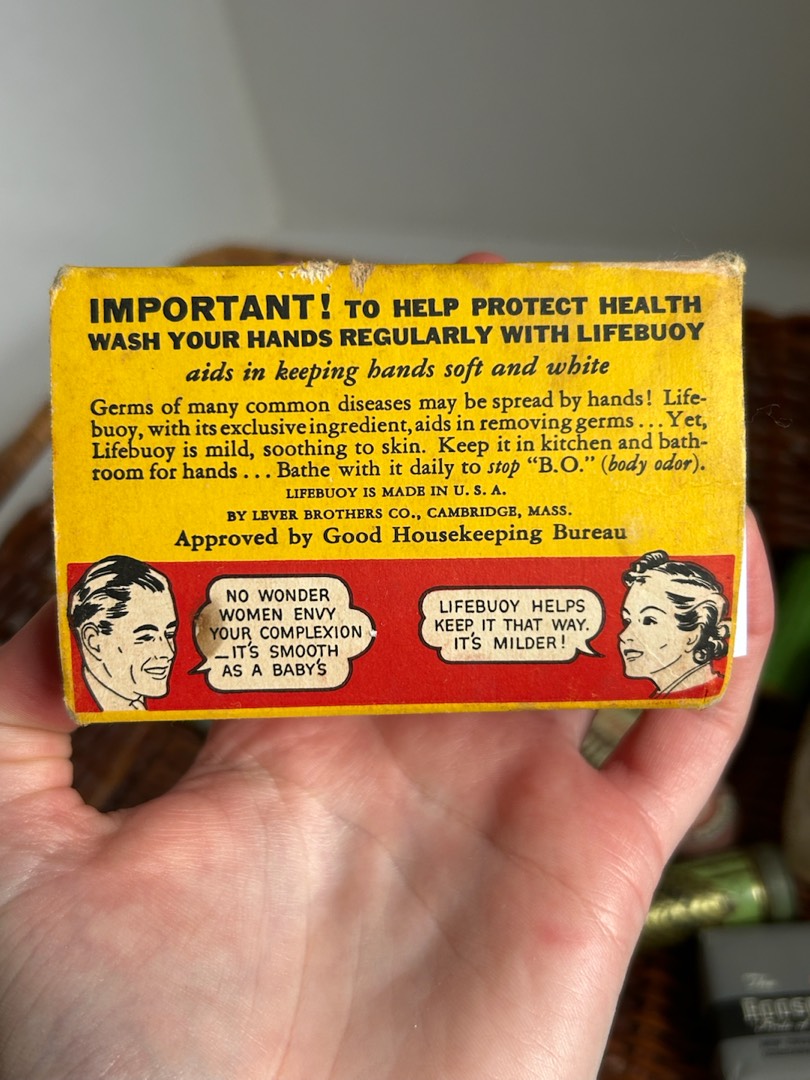 IMPORTANT! TO HELP PROTECT HEALTH
WASH YOUR HANDS REGULARLY WITH LIFEBUOY
aids in keeping hands soft and white
Germs of many common diseases may be spread by hands! Life-
buoy, with its exclusive ingredient, aids in removing germs ... Yet,
Lifebuoy is mild, soothing to skin. Keep it in kitchen and bath-
room for hands ... Bathe with it daily to stop "B.O." (body odor).
LIFEBUOY IS MADE IN U. S. A.
BY LEVER BROTHERS CO., CAMBRIDGE, MASS.
Approved by Good Housekeeping Bureau
NO WONDER
WOMEN ENVY
YOUR COMPLEXION
—IT'S SMOOTH
AS A BABY'S
LIFEBUOY HELPS
KEEP IT THAT WAY.
IT'S MILDER!
The